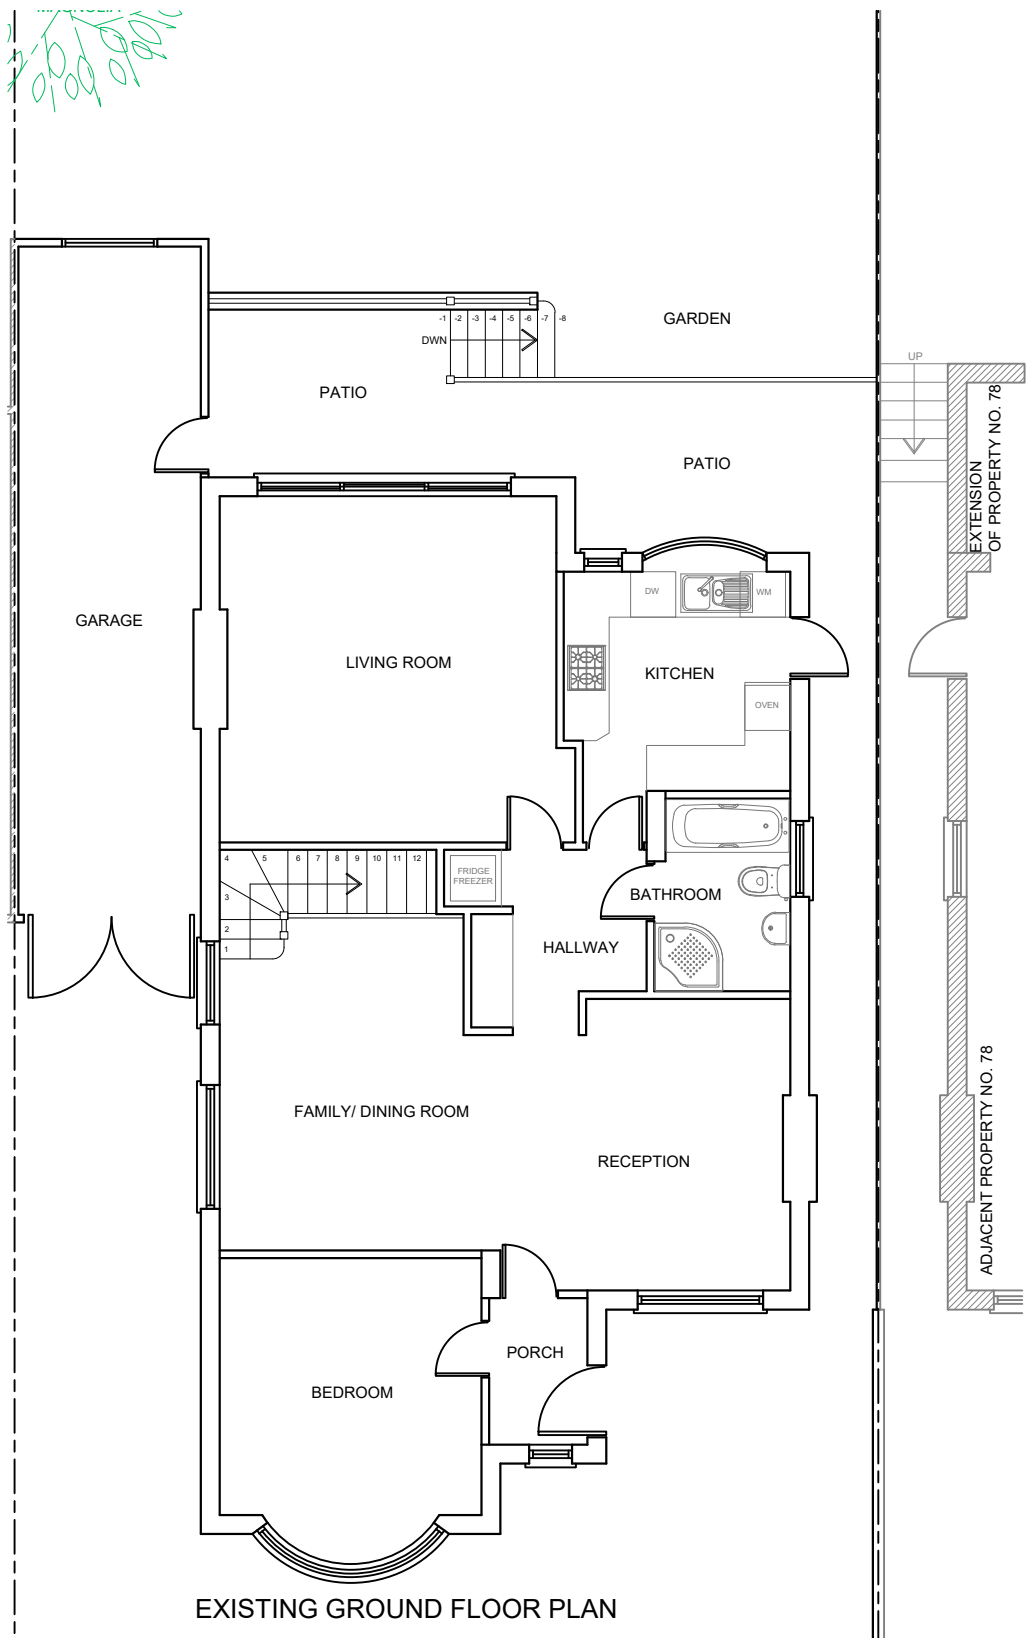 MAGNOLIA
-1 -2 -3 -4 -5 -6 -7 -8
DWN
GARDEN
UP
PATIO
PATIO
EXTENSION
OF PROPERTY NO. 78
GARAGE
LIVING ROOM
DW
WM
KITCHEN
OVEN
4 5 6 7 8 9 10 11 12
3
2
1
FRIDGE
FREEZER
BATHROOM
HALLWAY
FAMILY/ DINING ROOM
RECEPTION
ADJACENT PROPERTY NO. 78
PORCH
BEDROOM
EXISTING GROUND FLOOR PLAN